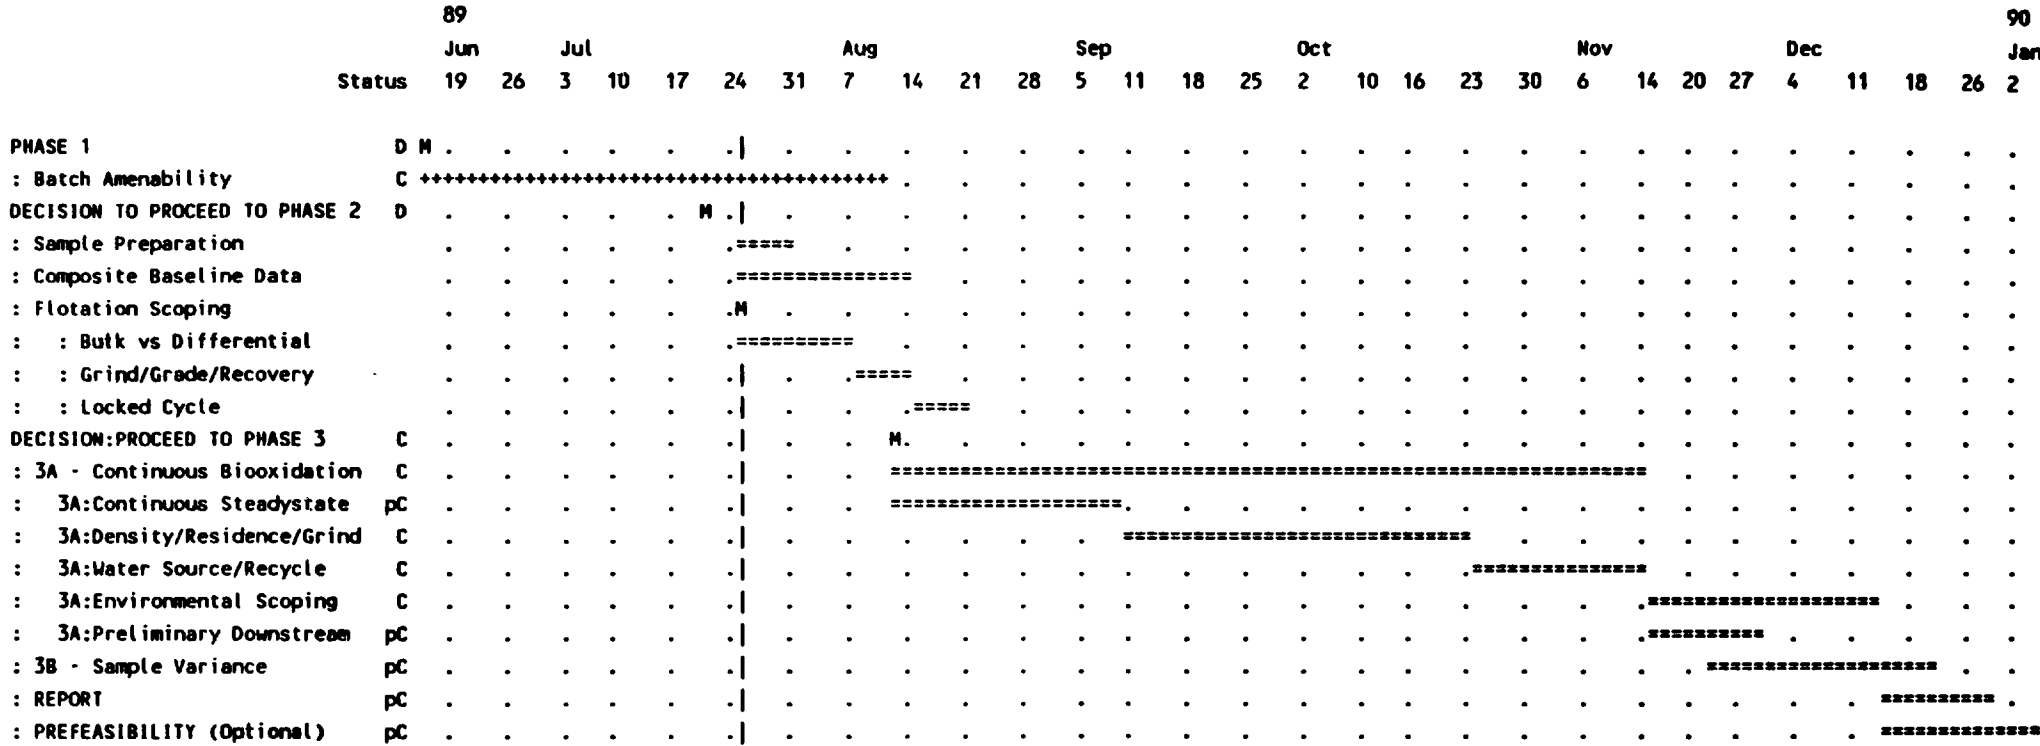 89 90
Jun Jul Aug Sep Oct Nov Dec Jan
Status 19 26 3 10 17 24 31 7 14 21 28 5 11 18 25 2 10 16 23 30 6 14 20 27 4 11 18 26 2
PHASE 1 D M . . . . . .| . . . . . . . . . . . . . . . . . . . . . . .
: Batch Amenability C ++++++++++++++++++++++++++++++++++++++++ . . . . . . . . . . . . . . . . . . . . .
DECISION TO PROCEED TO PHASE 2 D . . . . . M .| . . . . . . . . . . . . . . . . . . . . . . .
: Sample Preparation . . . . . .===== . . . . . . . . . . . . . . . . . . . . . .
: Composite Baseline Data . . . . . .=============== . . . . . . . . . . . . . . . . . . . .
: Flotation Scoping . . . . . .M . . . . . . . . . . . . . . . . . . . . . . .
: : Bulk vs Differential . . . . . .========== . . . . . . . . . . . . . . . . . . . . .
: : Grind/Grade/Recovery . . . . . .| . .===== . . . . . . . . . . . . . . . . . . . .
: : Locked Cycle . . . . . .| . . .===== . . . . . . . . . . . . . . . . . . .
DECISION:PROCEED TO PHASE 3 C . . . . . .| . . M. . . . . . . . . . . . . . . . . . . . .
: 3A - Continuous Biooxidation C . . . . . .| . . ================================================================= . . . . . . .
: 3A:Continuous Steadystate pC . . . . . .| . . ====================. . . . . . . . . . . . . . . . .
: 3A:Density/Residence/Grind C . . . . . .| . . . . . . ============================== . . . . . . . . . .
: 3A:Water Source/Recycle C . . . . . .| . . . . . . . . . . . .=============== . . . . . . .
: 3A:Environmental Scoping C . . . . . .| . . . . . . . . . . . . . . .==================== . . .
: 3A:Preliminary Downstream pC . . . . . .| . . . . . . . . . . . . . . .========== . . . . .
: 3B - Sample Variance pC . . . . . .| . . . . . . . . . . . . . . . . ==================== . .
: REPORT pC . . . . . .| . . . . . . . . . . . . . . . . . . . ========== .
: PREFEASIBILITY (Optional) pC . . . . . .| . . . . . . . . . . . . . . . . . . . ==============